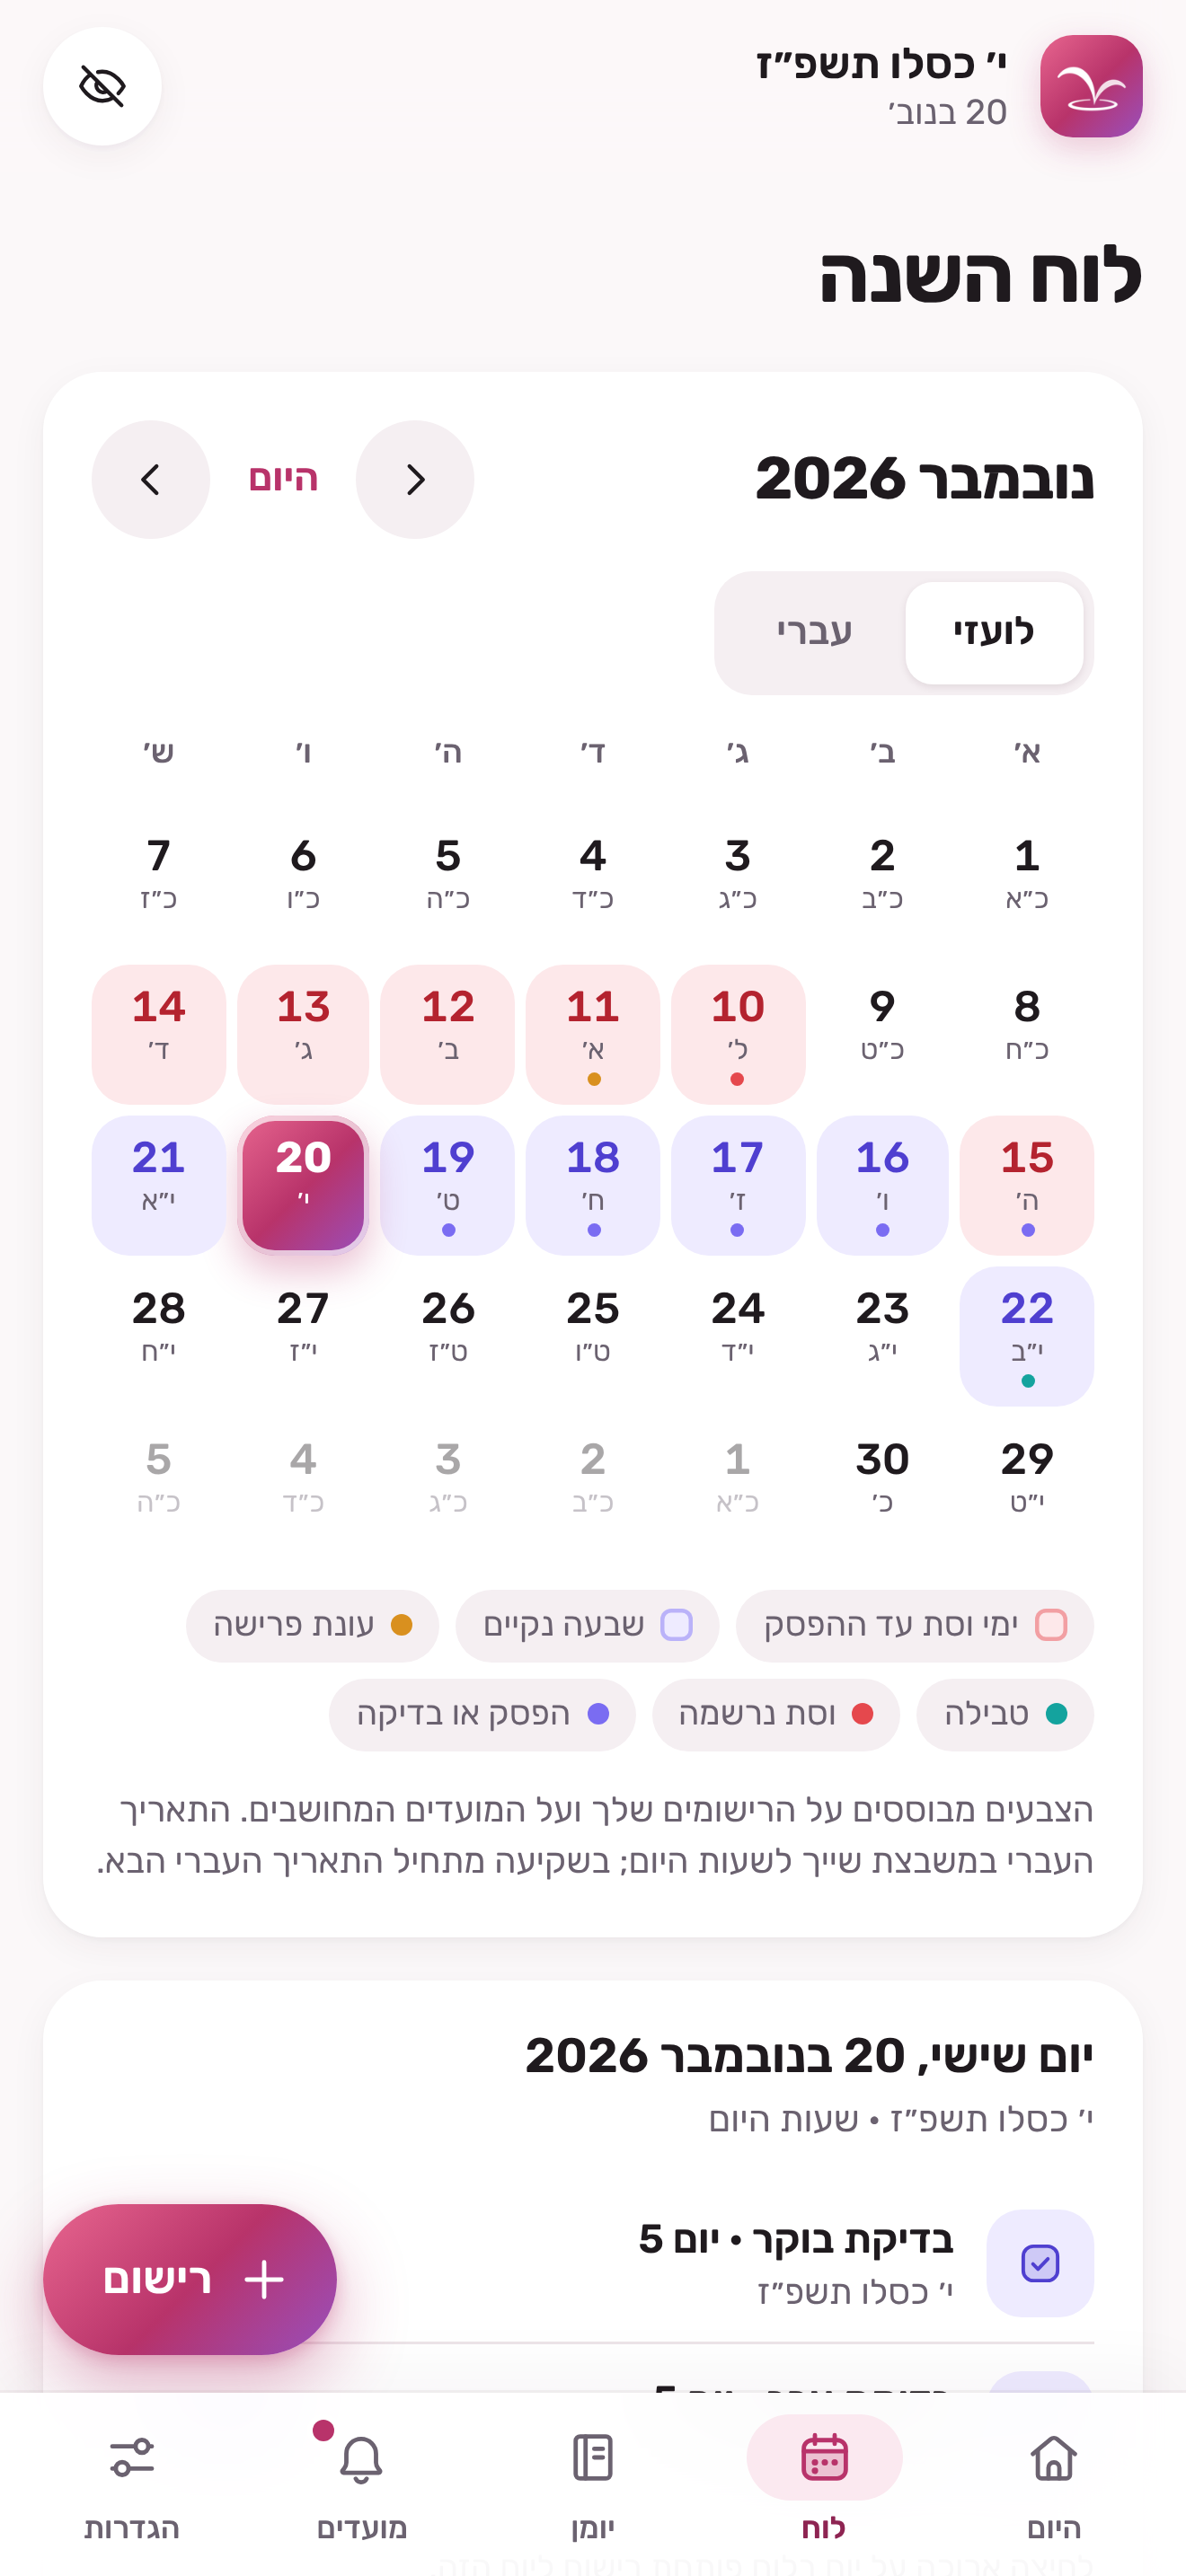 י׳ כסלו תשפ״ז
20 בנוב׳
לוח השנה
נובמבר 2026
היום
לועזי עברי
א׳ ב׳ ג׳ ד׳ ה׳ ו׳ ש׳
1 2 3 4 5 6 7
כ״א כ״ב כ״ג כ״ד כ״ה כ״ו כ״ז
8 9 10 11 12 13 14
כ״ח כ״ט ל׳ א׳ ב׳ ג׳ ד׳
15 16 17 18 19 20 21
ה׳ ו׳ ז׳ ח׳ ט׳ י׳ י״א
22 23 24 25 26 27 28
י״ב י״ג י״ד ט״ו ט״ז י״ז י״ח
29 30 1 2 3 4 5
י״ט כ׳ כ״א כ״ב כ״ג כ״ד כ״ה
ימי וסת עד ההפסק שבעה נקיים עונת פרישה
טבילה וסת נרשמה הפסק או בדיקה
הצבעים מבוססים על הרישומים שלך ועל המועדים המחושבים. התאריך
העברי במשבצת שייך לשעות היום; בשקיעה מתחיל התאריך העברי הבא.
יום שישי, 20 בנובמבר 2026
י׳ כסלו תשפ״ז • שעות היום
בדיקת בוקר • יום 5
י׳ כסלו תשפ״ז
רישום
היום לוח יומן מועדים הגדרות